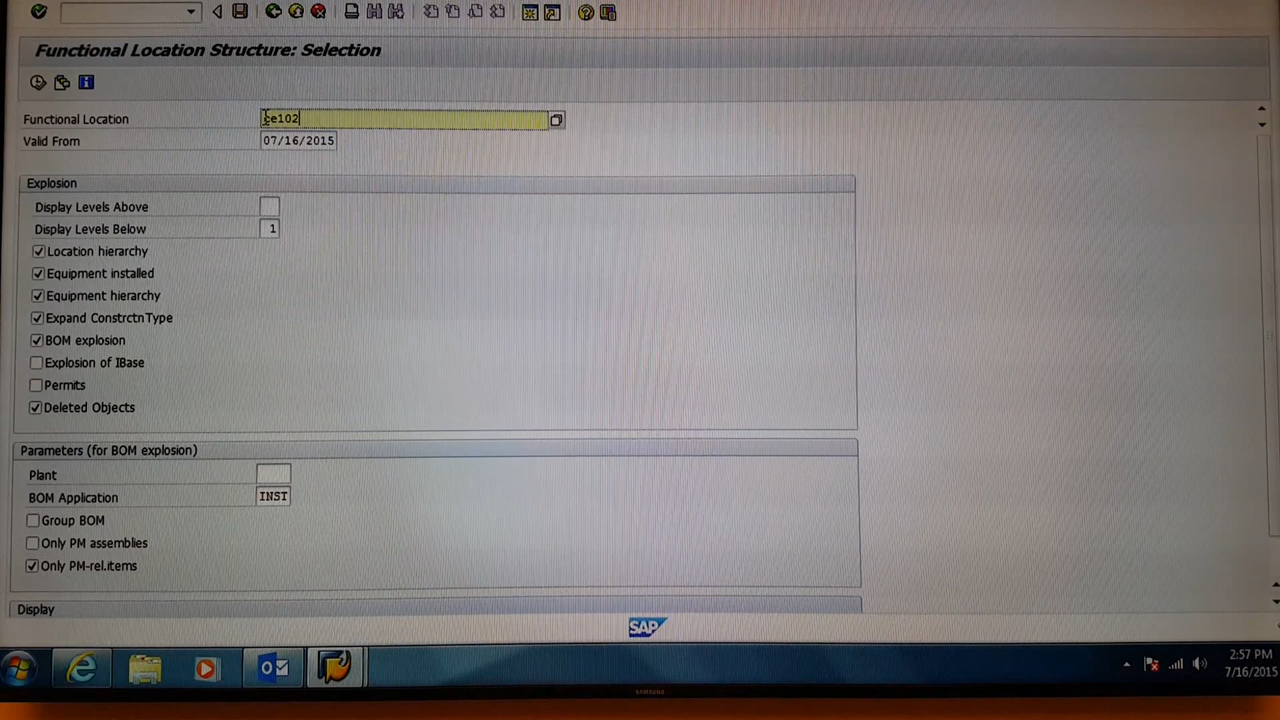 Functional Location Structure: Selection
Functional Location
Valid From 07/16/2015
Explosion
Display Levels Above
Display Levels Below 1
Location hierarchy
Equipment installed
Equipment hierarchy
Expand ConstrctnType
BOM explosion
Explosion of IBase
Permits
Deleted Objects
Parameters (for BOM explosion)
Plant
BOM Application INST
Group BOM
Only PM assemblies
Only PM-rel.items
Display
SAP
2:57 PM
7/16/2015
SAMSUNG